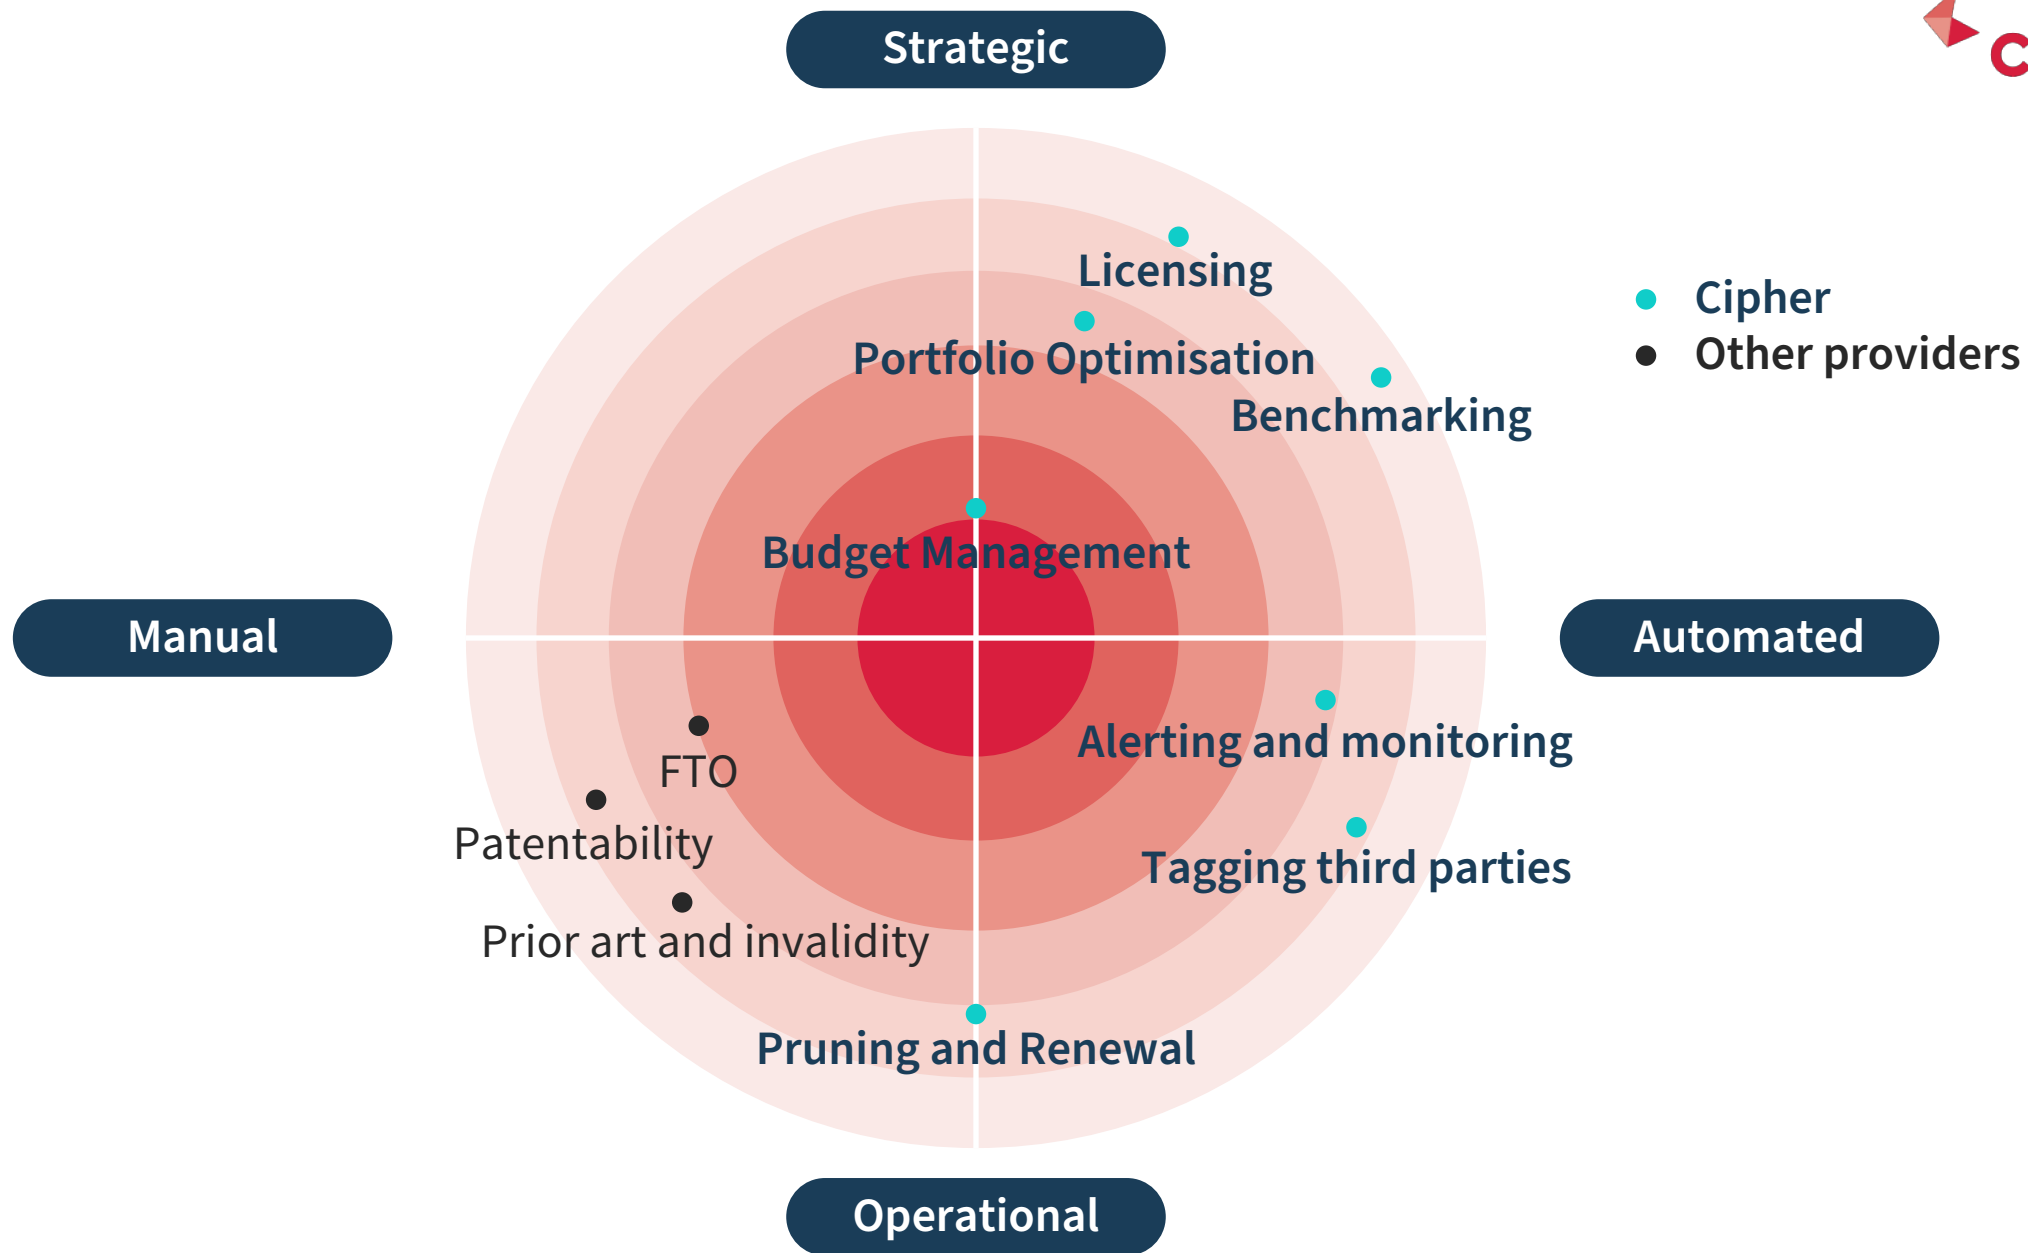 Strategic
Licensing
Cipher
Portfolio Optimisation
Other providers
Benchmarking
Budget Management
Manual
Automated
Alerting and monitoring
FTO
Patentability
Tagging third parties
Prior art and invalidity
Pruning and Renewal
Operational